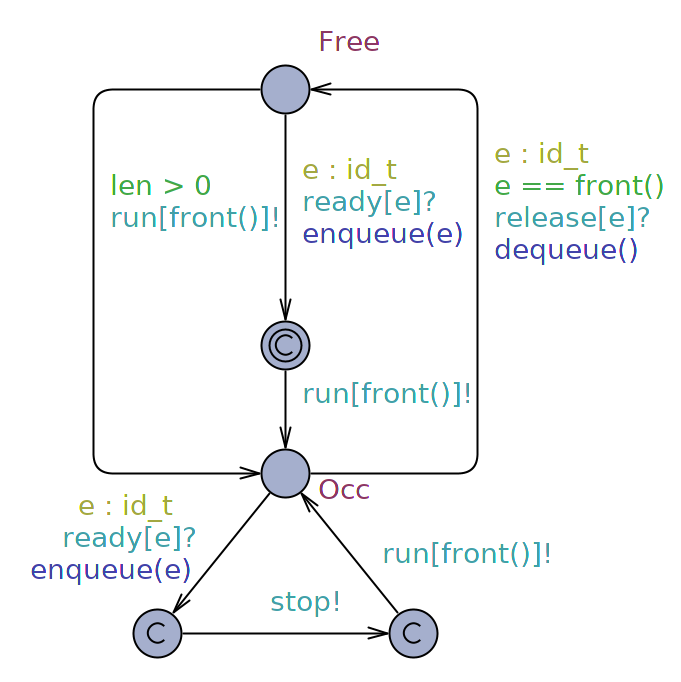 Free
len > 0
run[front()]!
e : id_t
ready[e]?
enqueue(e)
e : id_t
e == front()
release[e]?
dequeue()
C
run[front()]!
Occ
e : id_t
ready[e]?
enqueue(e)
run[front()]!
stop!
C
C